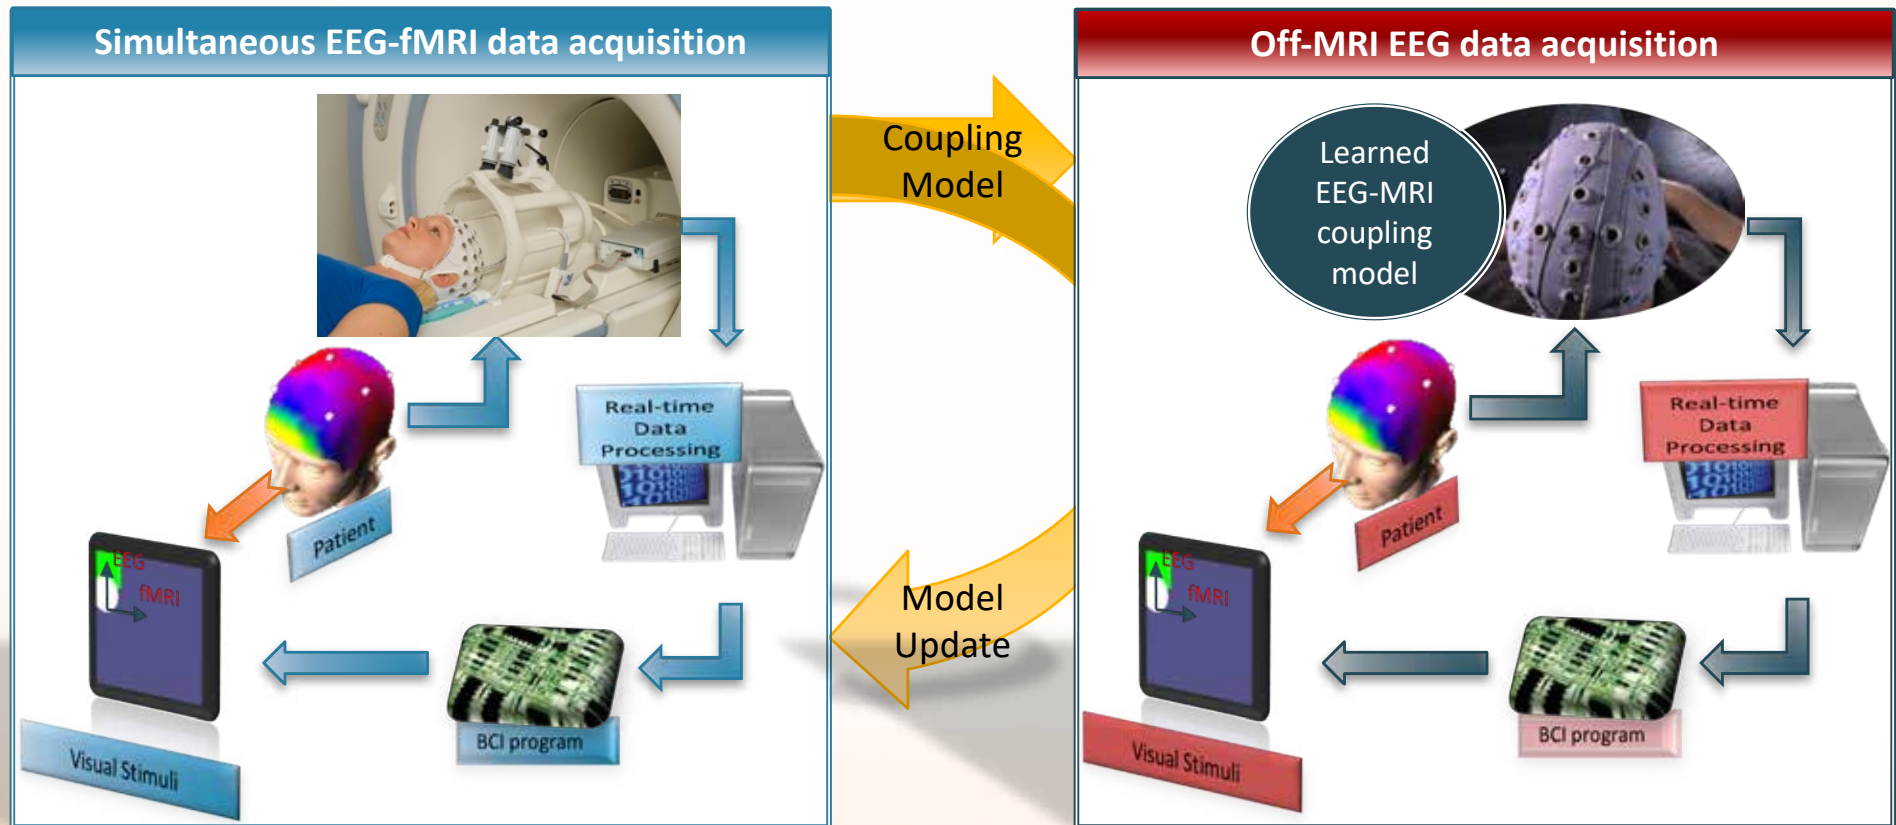 Simultaneous EEG-fMRI data acquisition
Real-time
Data
Processing
Patient
EEG
fMRI
BCI program
Visual Stimuli
Coupling
Model
Model
Update
Off-MRI EEG data acquisition
Learned
EEG-MRI
coupling
model
Real-time
Data
Processing
Patient
EEG
fMRI
BCI program
Visual Stimuli